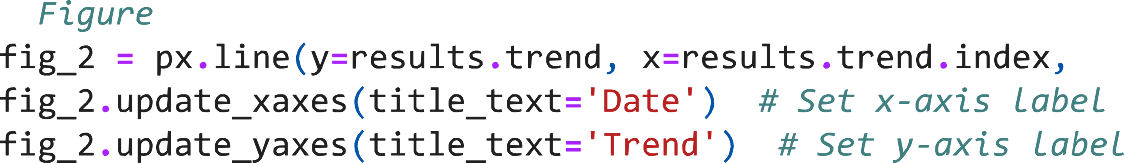 Figure
fig_2 = px.line(y=results.trend, x=results.trend.index,
fig_2.update_xaxes(title_text='Date')  # Set x-axis label
fig_2.update_yaxes(title_text='Trend')  # Set y-axis label